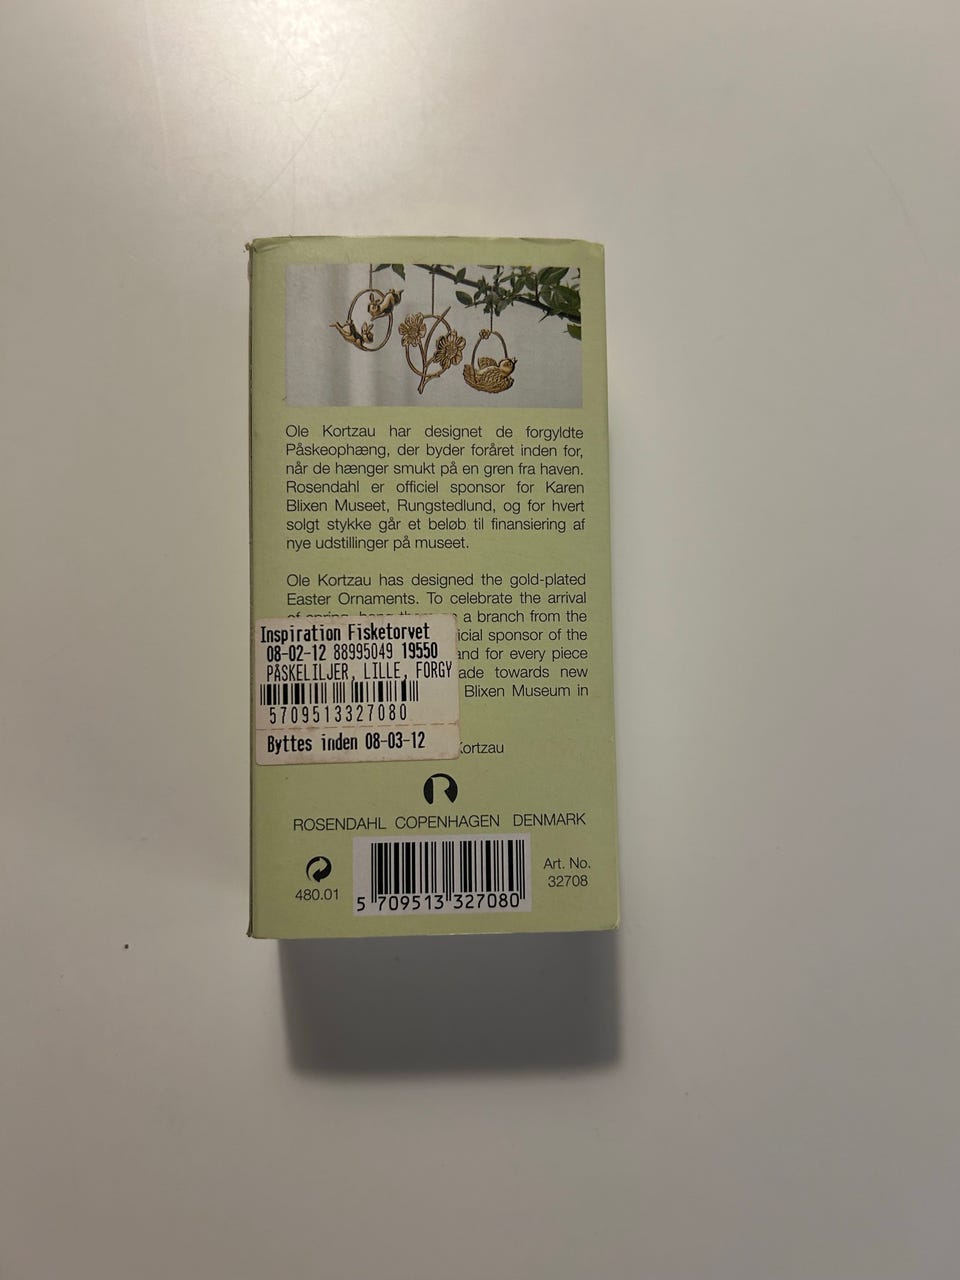 Ole Kortzau har designet de forgyldte
Påskeophæng, der byder foråret inden for,
når de hænger smukt på en gren fra haven.
Rosendahl er officiel sponsor for Karen
Blixen Museet, Rungstedlund, og for hvert
solgt stykke går et beløb til finansiering af
nye udstillinger på museet.
Ole Kortzau has designed the gold-plated
Easter Ornaments. To celebrate the arrival
of spring, hang them on a branch from the
icial sponsor of the
and for every piece
ade towards new
Blixen Museum in
Kortzau
Inspiration Fisketorvet
08-02-12 88995049 19550
PÅSKELILJER, LILLE, FORGY
5709513327080
Byttes inden 08-03-12
R
ROSENDAHL COPENHAGEN DENMARK
480.01
5 709513 327080
Art. No.
32708